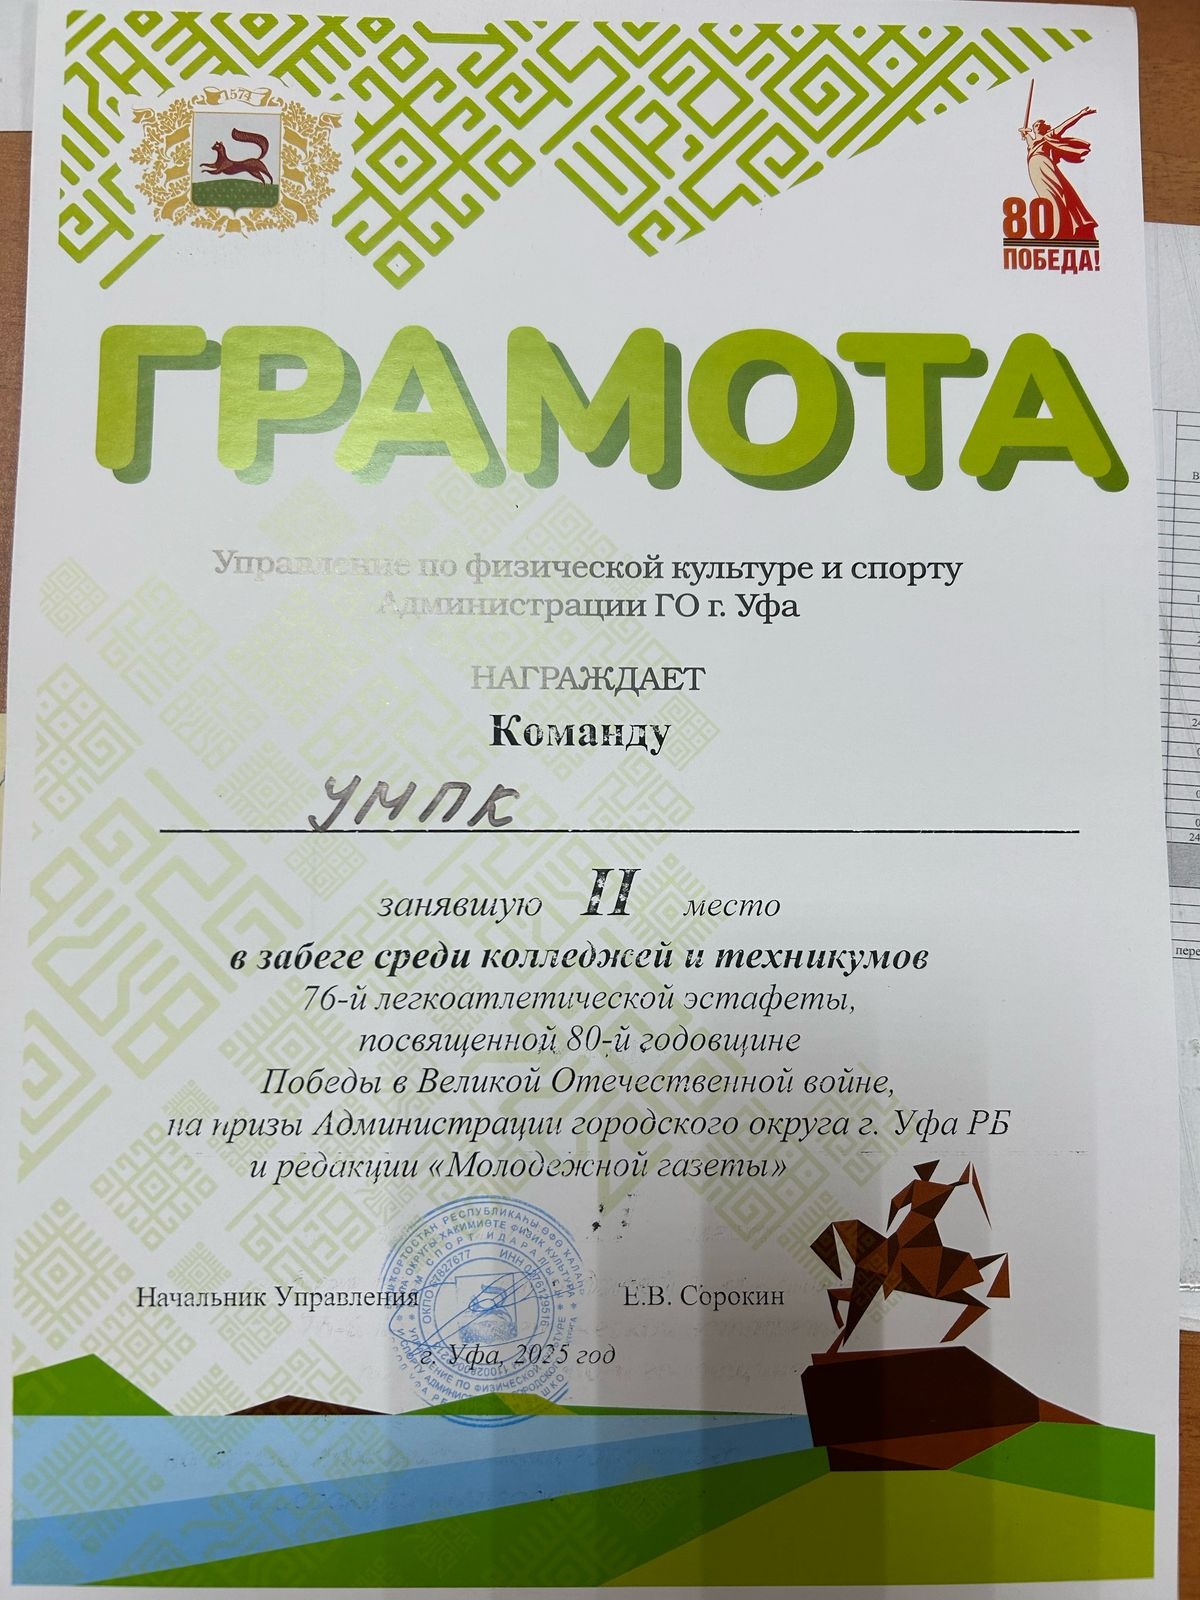 1574
80
ПОБЕДА!
ГРАМОТА
Управление по физической культуре и спорту
Администрации ГО г. Уфа
НАГРАЖДАЕТ
Команду
УМПК
занявшую II место
в забеге среди колледжей и техникумов
76-й легкоатлетической эстафеты,
посвященной 80-й годовщине
Победы в Великой Отечественной войне,
на призы Администрации городского округа г. Уфа РБ
и редакции «Молодежной газеты»
Начальник Управления Е.В. Сорокин
г. Уфа, 2025 год